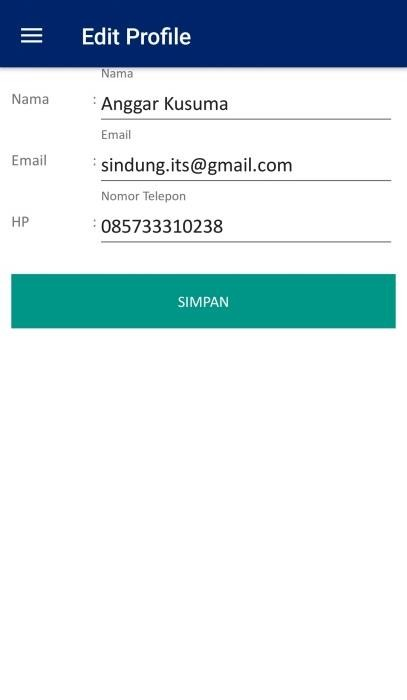 Edit Profile
Nama
Nama : Anggar Kusuma
Email
Email : sindung.its@gmail.com
Nomor Telepon
HP : 085733310238
SIMPAN